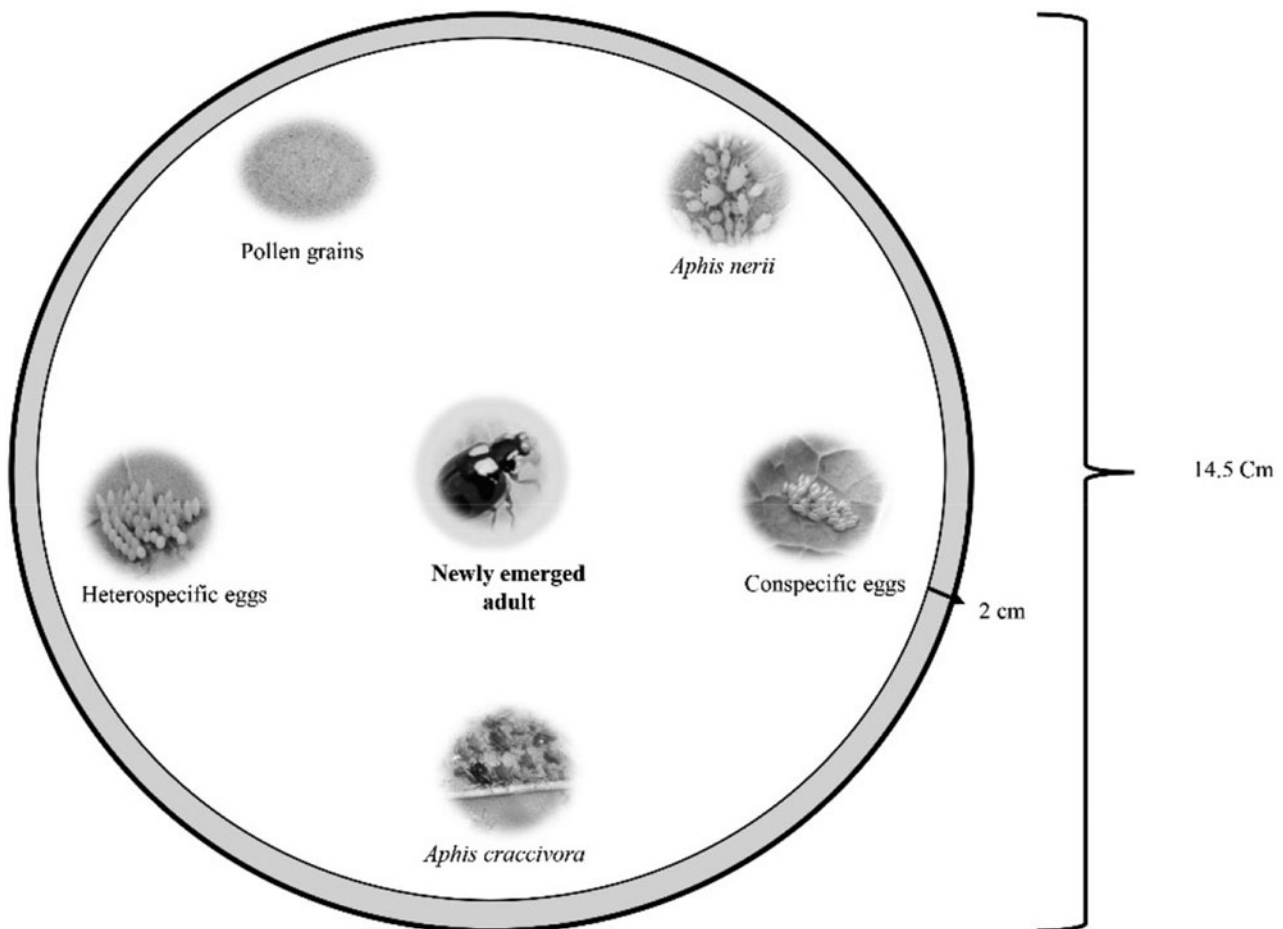 Pollen grains
Aphis nerii
Heterospecific eggs
Newly emerged
adult
Conspecific eggs
14.5 Cm
2 cm
Aphis craccivora